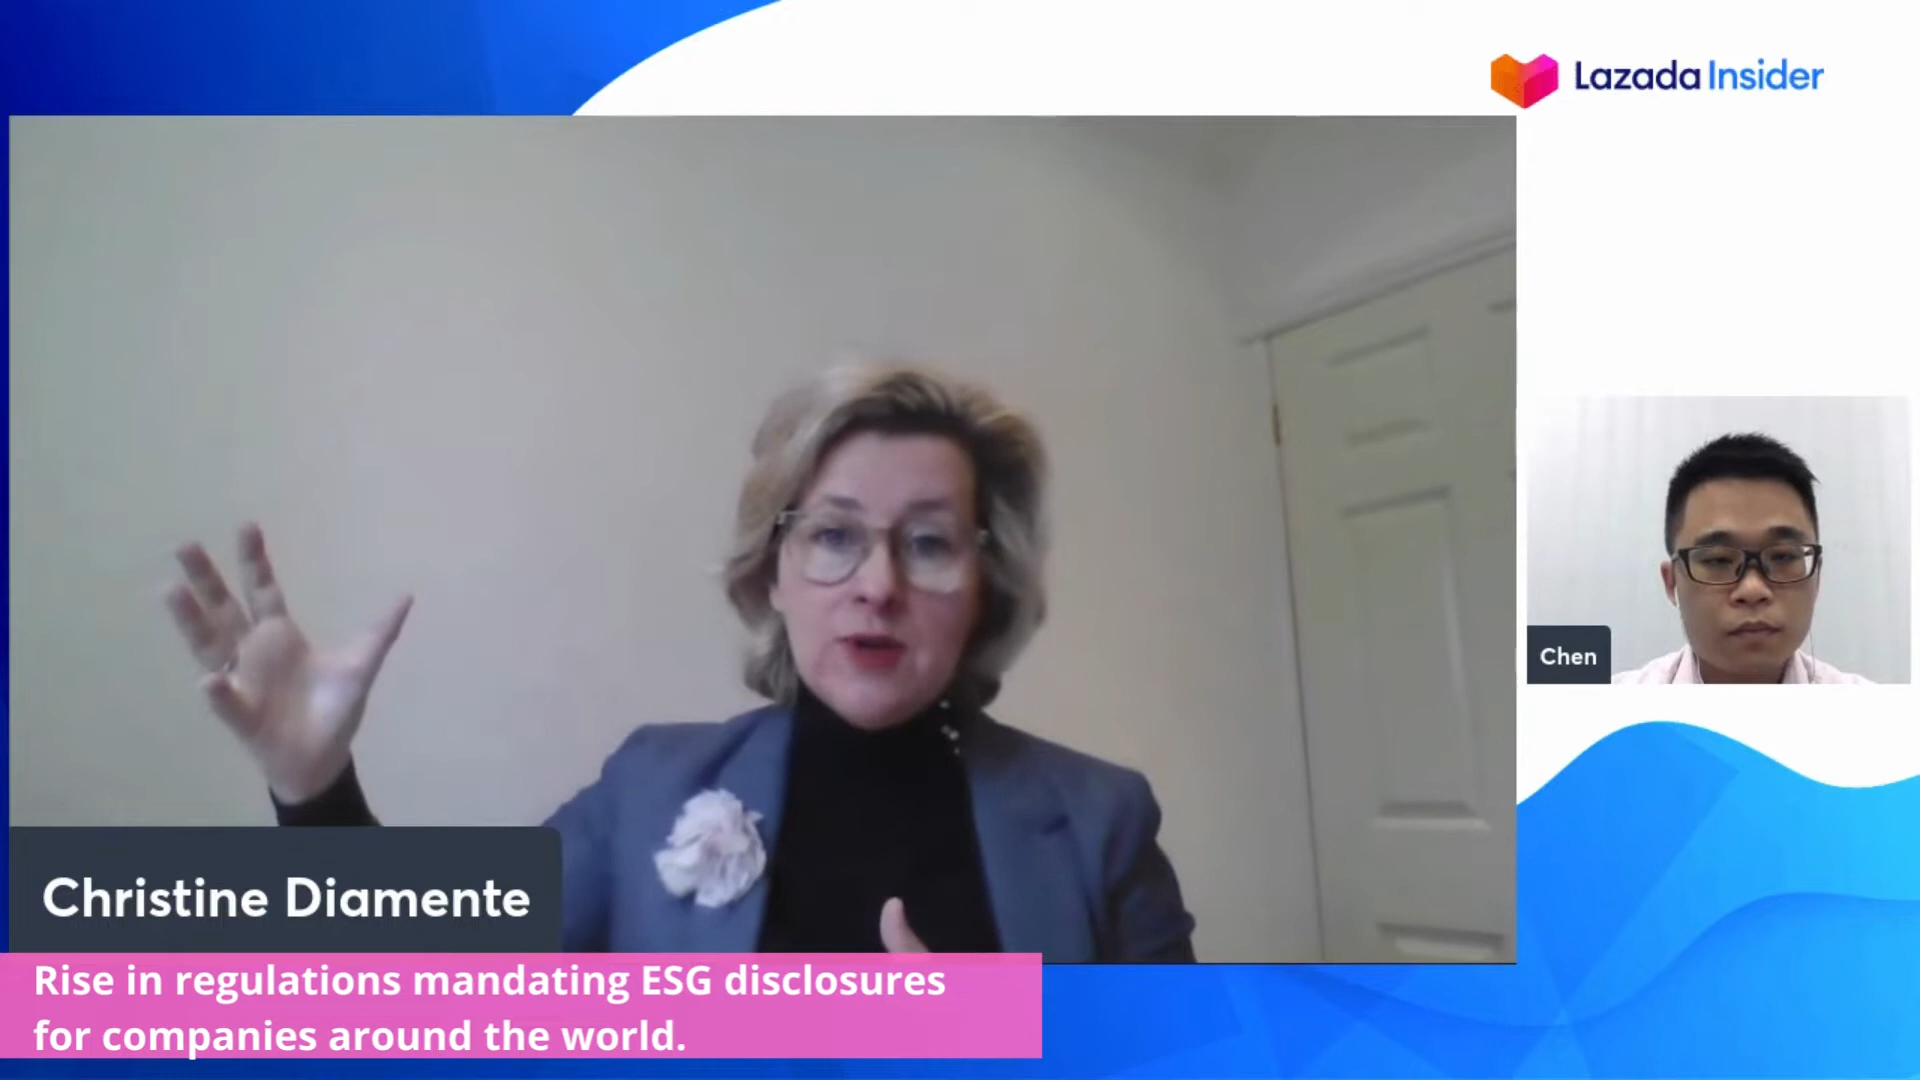 Lazada Insider
Chen
Christine Diamente
Rise in regulations mandating ESG disclosures
for companies around the world.